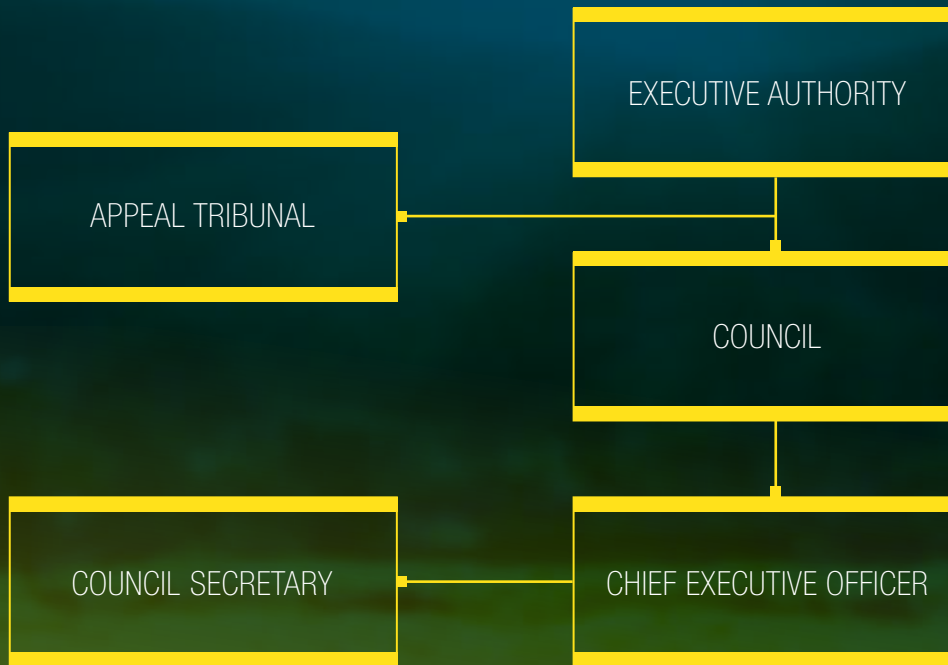 EXECUTIVE AUTHORITY
APPEAL TRIBUNAL
COUNCIL
COUNCIL SECRETARY
CHIEF EXECUTIVE OFFICER